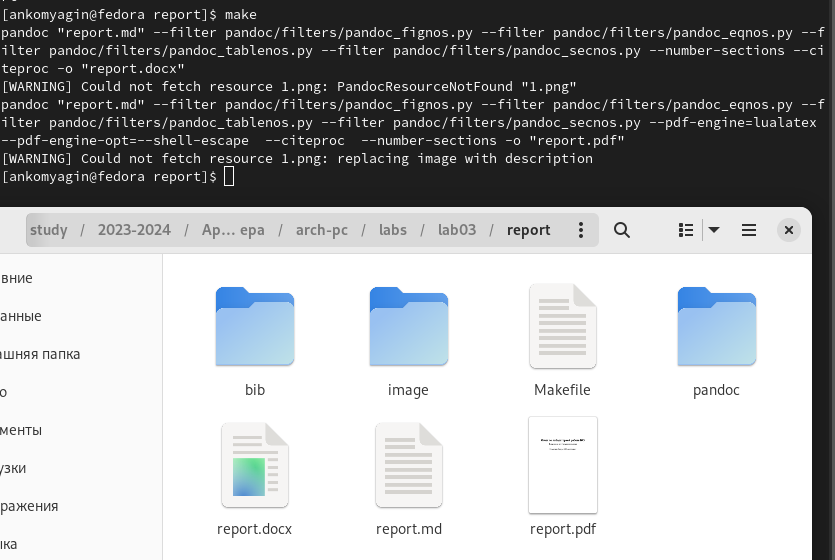 [ankomyagin@fedora report]$ make
pandoc "report.md" --filter pandoc/filters/pandoc_fignos.py --filter pandoc/filters/pandoc_eqnos.py --f
ilter pandoc/filters/pandoc_tablenos.py --filter pandoc/filters/pandoc_secnos.py --number-sections --ci
teproc -o "report.docx"
[WARNING] Could not fetch resource 1.png: PandocResourceNotFound "1.png"
pandoc "report.md" --filter pandoc/filters/pandoc_fignos.py --filter pandoc/filters/pandoc_eqnos.py --f
ilter pandoc/filters/pandoc_tablenos.py --filter pandoc/filters/pandoc_secnos.py --pdf-engine=lualatex
--pdf-engine-opt=--shell-escape  --citeproc  --number-sections -o "report.pdf"
[WARNING] Could not fetch resource 1.png: replacing image with description
[ankomyagin@fedora report]$
study / 2023-2024 / Ap… epa / arch-pc / labs / lab03 / report
вние
анные
ашняя папка
о
менты
узки
ражения
ыка
bib image Makefile pandoc
report.docx report.md report.pdf